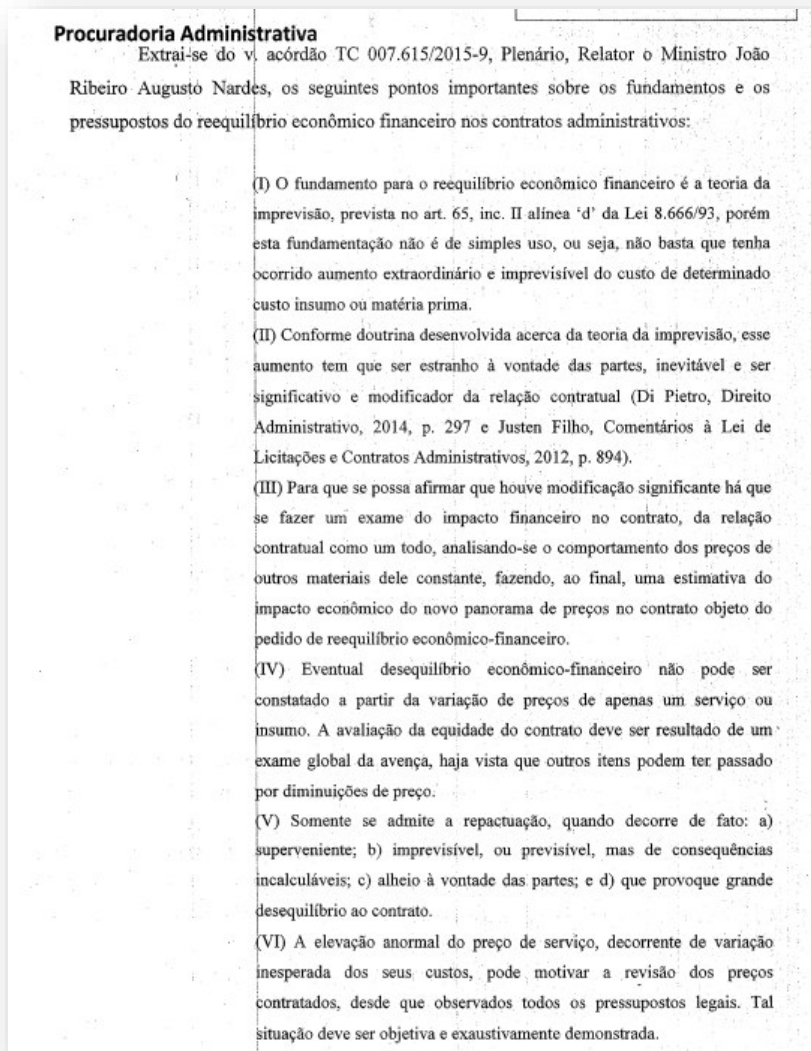 Procuradoria Administrativa
Extrai-se do v. acórdão TC 007.615/2015-9, Plenário, Relator o Ministro João
Ribeiro Augusto Nardes, os seguintes pontos importantes sobre os fundamentos e os
pressupostos do reequilíbrio econômico financeiro nos contratos administrativos:
(I) O fundamento para o reequilíbrio econômico financeiro é a teoria da
imprevisão, prevista no art. 65, inc. II alínea ‘d’ da Lei 8.666/93, porém
esta fundamentação não é de simples uso, ou seja, não basta que tenha
ocorrido aumento extraordinário e imprevisível do custo de determinado
custo insumo ou matéria prima.
(II) Conforme doutrina desenvolvida acerca da teoria da imprevisão, esse
aumento tem que ser estranho à vontade das partes, inevitável e ser
significativo e modificador da relação contratual (Di Pietro, Direito
Administrativo, 2014, p. 297 e Justen Filho, Comentários à Lei de
Licitações e Contratos Administrativos, 2012, p. 894).
(III) Para que se possa afirmar que houve modificação significante há que
se fazer um exame do impacto financeiro no contrato, da relação
contratual como um todo, analisando-se o comportamento dos preços de
outros materiais dele constante, fazendo, ao final, uma estimativa do
impacto econômico do novo panorama de preços no contrato objeto do
pedido de reequilíbrio econômico-financeiro.
(IV) Eventual desequilíbrio econômico-financeiro não pode ser
constatado a partir da variação de preços de apenas um serviço ou
insumo. A avaliação da equidade do contrato deve ser resultado de um
exame global da avença, haja vista que outros itens podem ter passado
por diminuições de preço.
(V) Somente se admite a repactuação, quando decorre de fato: a)
superveniente; b) imprevisível, ou previsível, mas de consequências
incalculáveis; c) alheio à vontade das partes; e d) que provoque grande
desequilíbrio ao contrato.
(VI) A elevação anormal do preço de serviço, decorrente de variação
inesperada dos seus custos, pode motivar a revisão dos preços
contratados, desde que observados todos os pressupostos legais. Tal
situação deve ser objetiva e exaustivamente demonstrada.